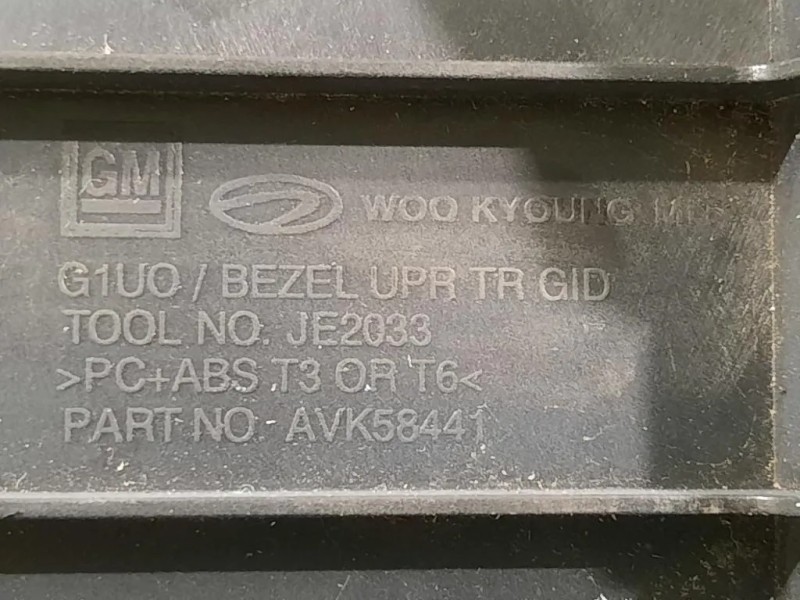 GM
WOO KYOUNG MFG
G1UO / BEZEL UPR TR GID
TOOL NO. JE2033
>PC+ABS T3 OR T6<
PART NO. AVK58441